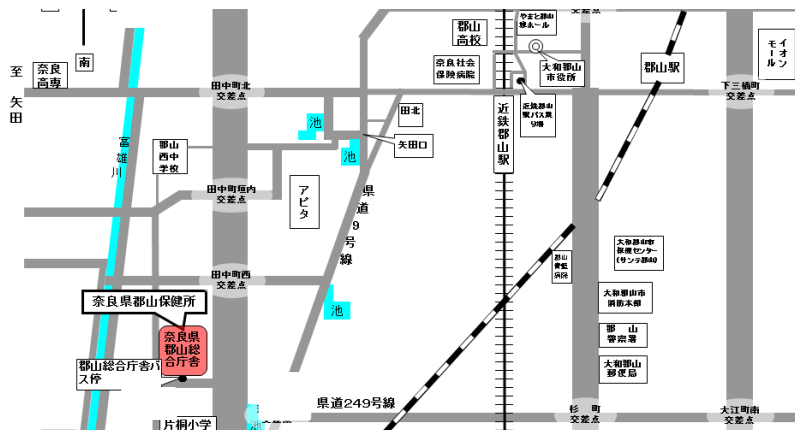 至
矢田
南
奈良
高専
富雄川
田中町北
交差点
郡山
西中
学校
田中町垣内
交差点
アピタ
池
池
田北
矢田口
県道9号線
郡山
高校
奈良社会
保険病院
やまと郡山
城ホール
大和郡山
市役所
近鉄郡山
駅バス乗
り場
近鉄郡山駅
交差点
郡山駅
イオンモール
下三橋町
交差点
田中町西
交差点
池
奈良県郡山保健所
奈良県
郡山総
合庁舎
郡山総合庁舎バ
ス停
片桐小学
池
県道249号線
郡山
青藍
病院
大和郡山市
保健センター
(サンテ郡山)
大和郡山市
消防本部
郡山
警察署
大和郡山
郵便局
杉町
交差点
大江町南
交差点